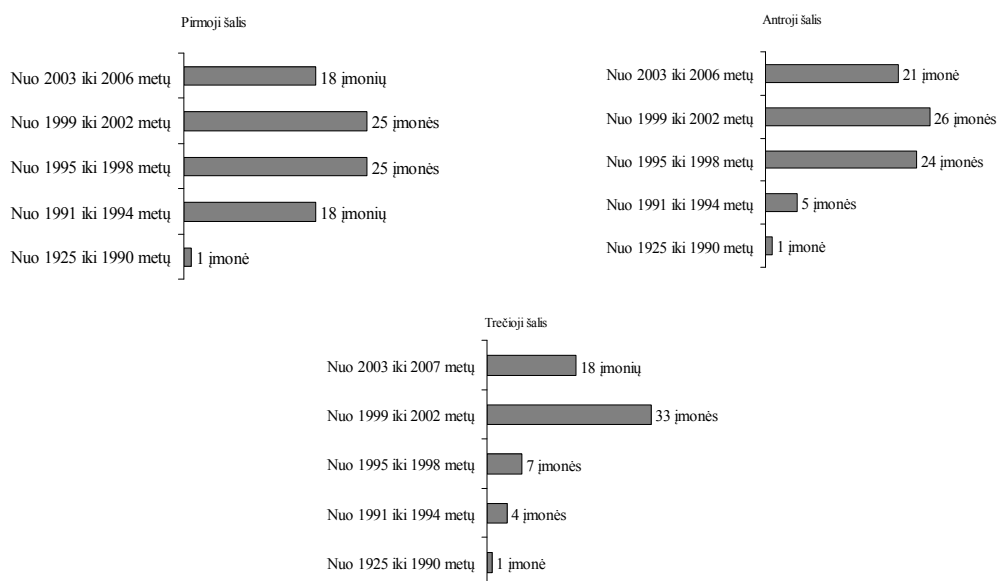 Pirmoji šalis
Nuo 2003 iki 2006 metų 18 įmonių
Nuo 1999 iki 2002 metų 25 įmonės
Nuo 1995 iki 1998 metų 25 įmonės
Nuo 1991 iki 1994 metų 18 įmonių
Nuo 1925 iki 1990 metų 1 įmonė
Antroji šalis
Nuo 2003 iki 2006 metų 21 įmonė
Nuo 1999 iki 2002 metų 26 įmonės
Nuo 1995 iki 1998 metų 24 įmonės
Nuo 1991 iki 1994 metų 5 įmonės
Nuo 1925 iki 1990 metų 1 įmonė
Trečioji šalis
Nuo 2003 iki 2007 metų 18 įmonių
Nuo 1999 iki 2002 metų 33 įmonės
Nuo 1995 iki 1998 metų 7 įmonės
Nuo 1991 iki 1994 metų 4 įmonės
Nuo 1925 iki 1990 metų 1 įmonė